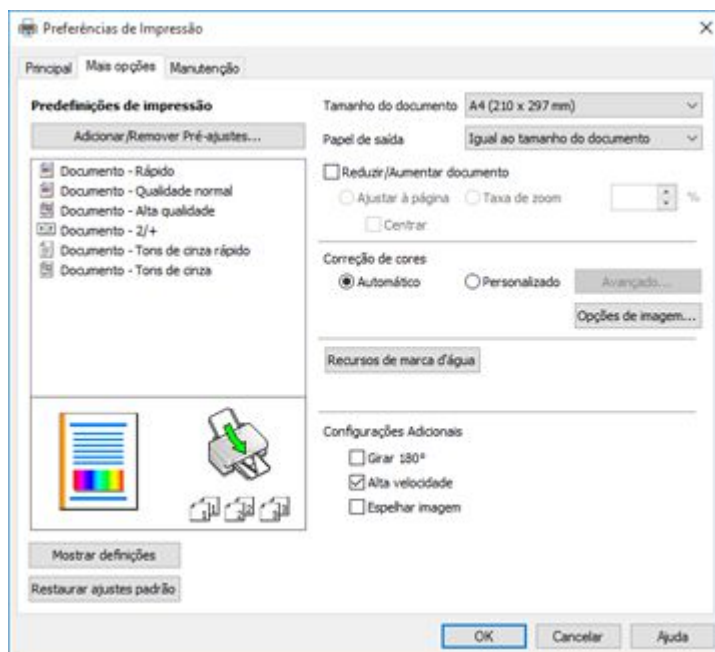 Preferências de Impressão
Principal
Mais opções
Manutenção
Predefinições de impressão
Adicionar/Remover Pré-ajustes...
Documento - Rápido
Documento - Qualidade normal
Documento - Alta qualidade
Documento - 2/+
Documento - Tons de cinza rápido
Documento - Tons de cinza
Mostrar definições
Restaurar ajustes padrão
Tamanho do documento A4 (210 x 297 mm)
Papel de saída Igual ao tamanho do documento
Reduzir/Aumentar documento
Ajustar à página Taxa de zoom %
Centrar
Correção de cores
Automático Personalizado Avançado...
Opções de imagem...
Recursos de marca d'água
Configurações Adicionais
Girar 180°
Alta velocidade
Espelhar imagem
OK Cancelar Ajuda